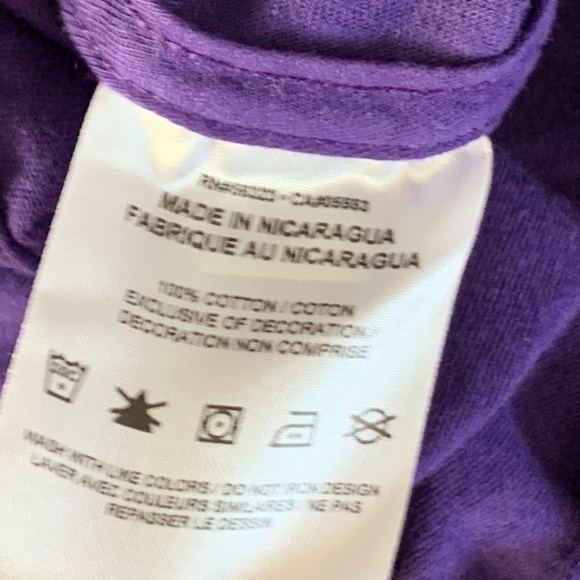 MADE IN NICARAGUA
FABRIQUE AU NICARAGUA
100% COTTON / COTON
EXCLUSIVE OF DECORATION /
DECORATION NON COMPRISE
WASH WITH LIKE COLORS / DO NOT IRON DESIGN
LAVER AVEC COULEURS SIMILAIRES / NE PAS
REPASSER LE DESSIN